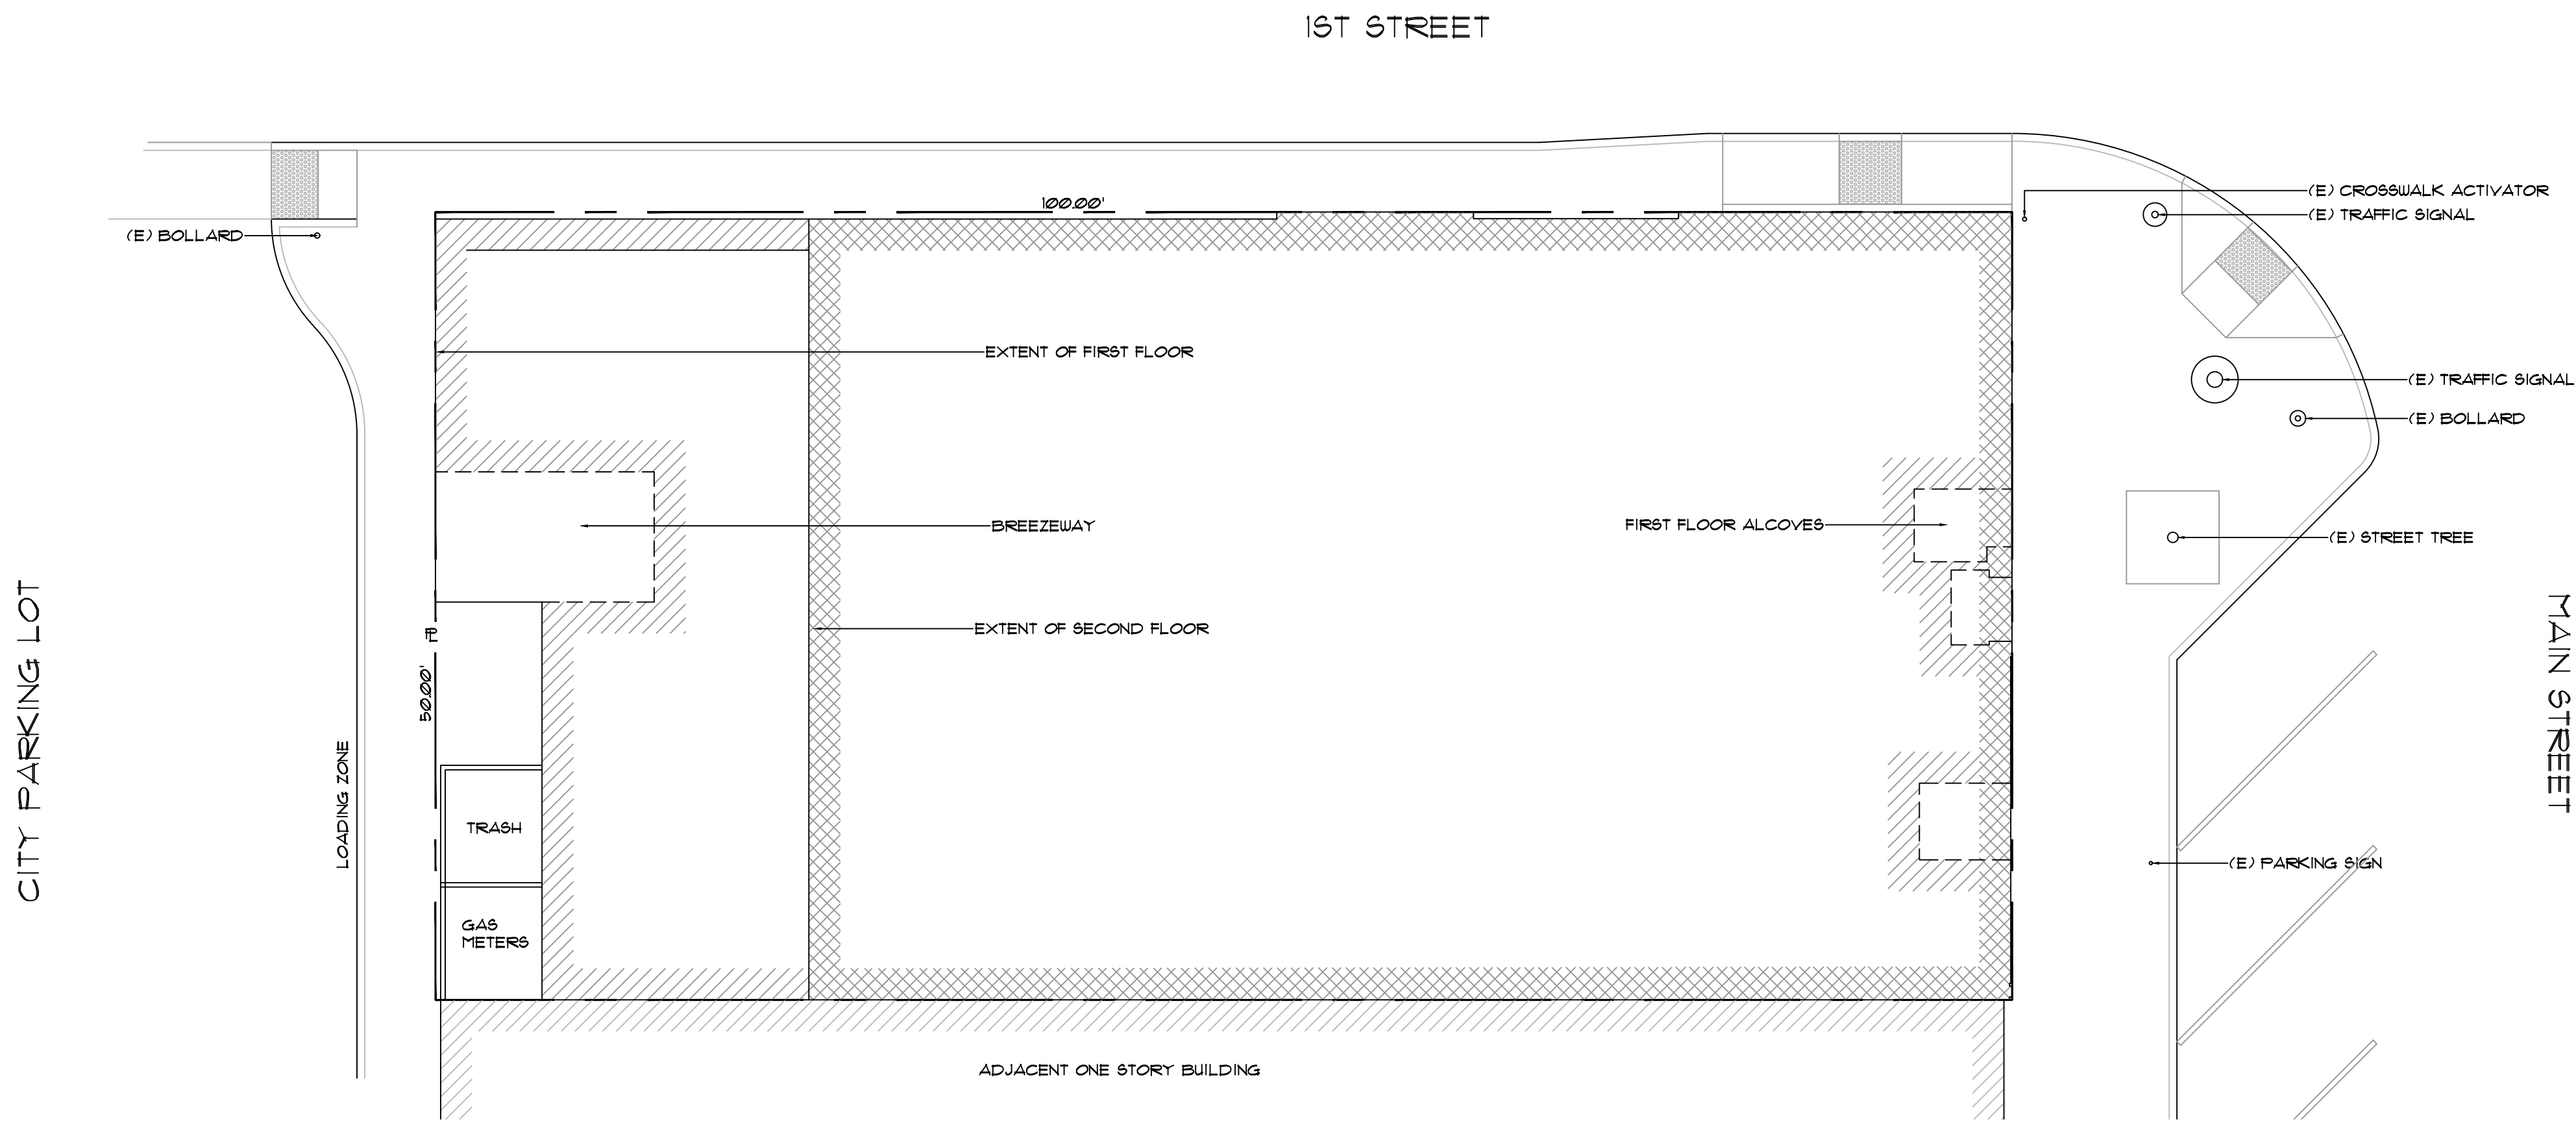 1ST STREET
(E) CROSSWALK ACTIVATOR
100.00'
(E) TRAFFIC SIGNAL
(E) BOLLARD
EXTENT OF FIRST FLOOR
(E) TRAFFIC SIGNAL
(E) BOLLARD
BREEZEWAY
FIRST FLOOR ALCOVES
(E) STREET TREE
EXTENT OF SECOND FLOOR
PL
50.00'
CITY PARKING LOT
MAIN STREET
LOADING ZONE
TRASH
(E) PARKING SIGN
GAS
METERS
ADJACENT ONE STORY BUILDING